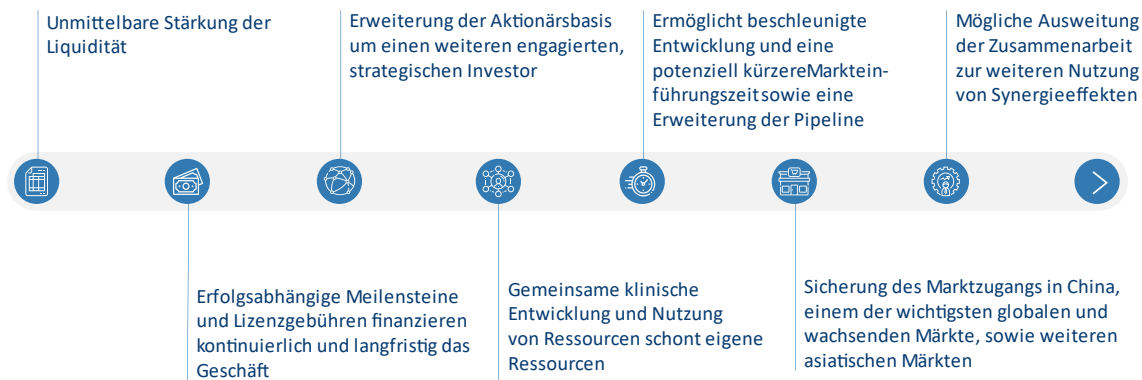 Unmittelbare Stärkung der
Liquidität
Erweiterung der Aktionärsbasis
um einen weiteren engagierten,
strategischen Investor
Ermöglicht beschleunigte
Entwicklung und eine
potenziell kürzereMarktein-
führungszeitsowie eine
Erweiterung der Pipeline
Mögliche Ausweitung
der Zusammenarbeit
zur weiteren Nutzung
von Synergieeffekten
Erfolgsabhängige Meilensteine
und Lizenzgebühren finanzieren
kontinuierlich und langfristig das
Geschäft
Gemeinsame klinische
Entwicklung und Nutzung
von Ressourcen schont eigene
Ressourcen
Sicherung des Marktzugangs in China,
einem der wichtigsten globalen und
wachsenden Märkte, sowie weiteren
asiatischen Märkten